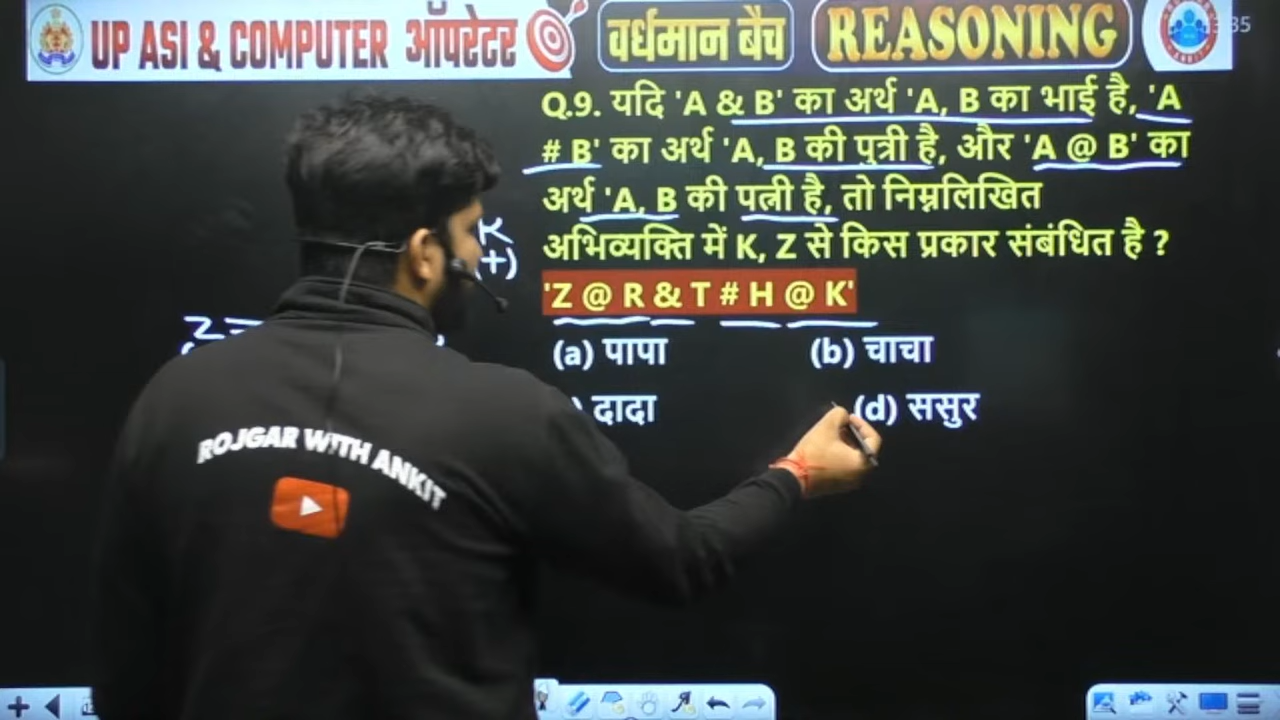 UP ASI & COMPUTER ऑपरेटर
वर्धमान बैच
REASONING
Q.9. यदि 'A & B' का अर्थ 'A, B का भाई है, 'A
# B' का अर्थ 'A, B की पुत्री है, और 'A @ B' का
अर्थ 'A, B की पत्नी है, तो निम्नलिखित
अभिव्यक्ति में K, Z से किस प्रकार संबंधित है ?
'Z @ R & T # H @ K'
(a) पापा
(b) चाचा
) दादा
(d) ससुर
K
(+)
Z
ROJGAR WITH ANKIT